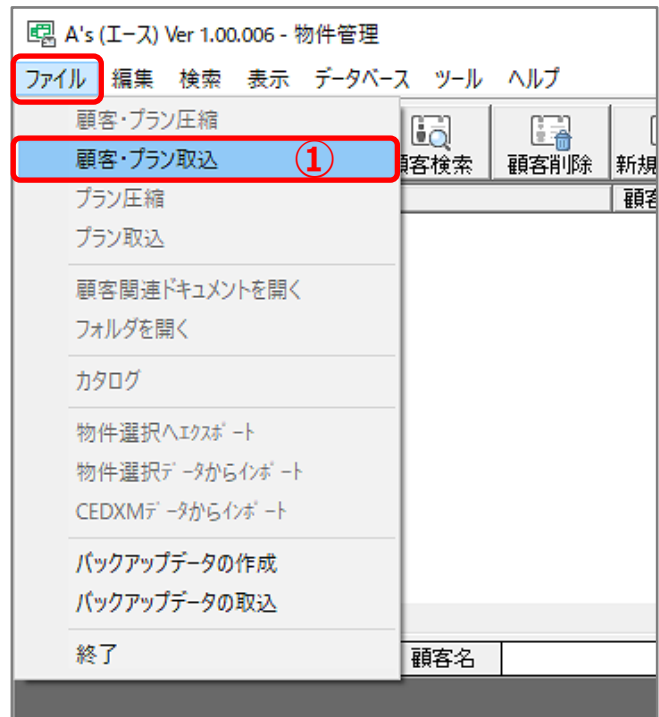 A's (エース) Ver 1.00.006 - 物件管理
ファイル 編集 検索 表示 データベース ツール ヘルプ
顧客・プラン圧縮
顧客・プラン取込 ①
プラン圧縮
プラン取込
顧客関連ドキュメントを開く
フォルダを開く
カタログ
物件選択へエクスポート
物件選択データからインポート
CEDXMデータからインポート
バックアップデータの作成
バックアップデータの取込
終了
顧客検索 顧客削除 新規
顧客
顧客名